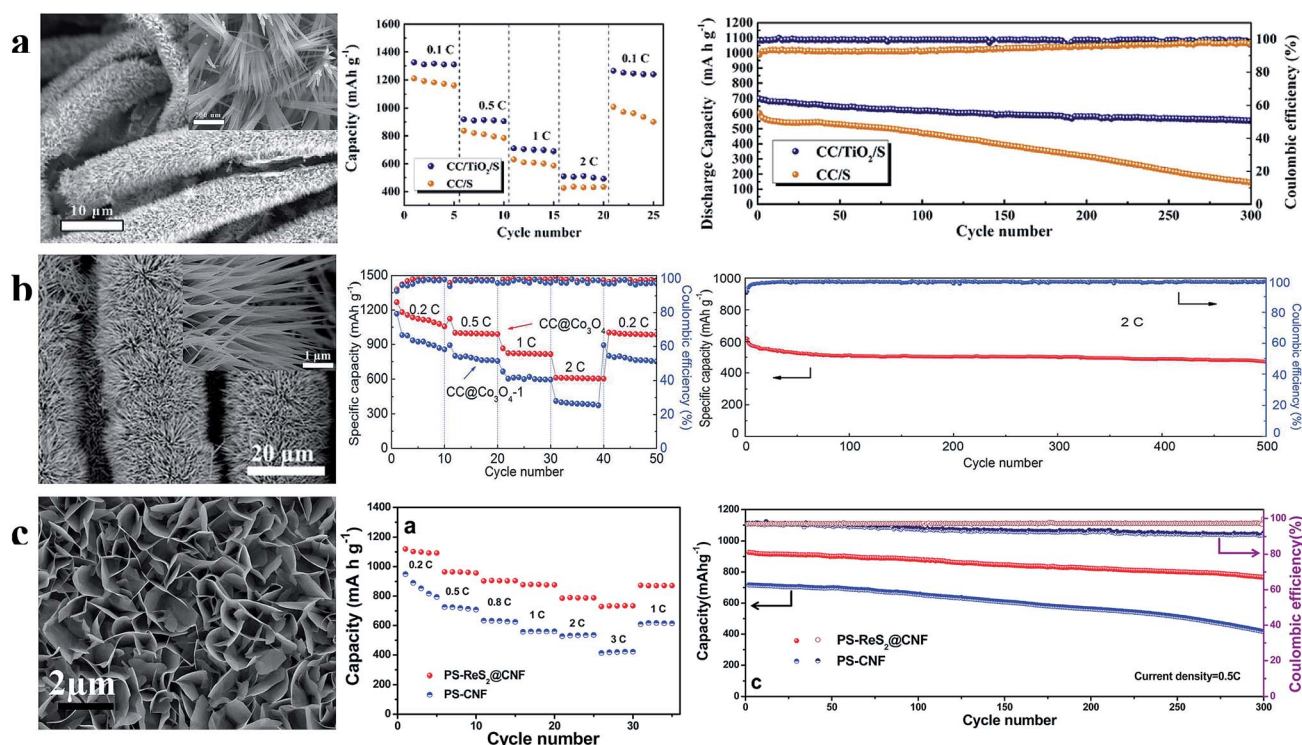 a
200 nm
10 µm
Capacity (mAh g⁻¹)
1600
1400
1200
1000
800
600
400
0.1 C
0.5 C
1 C
2 C
0.1 C
CC/TiO₂/S
CC/S
0 5 10 15 20 25
Cycle number
Discharge Capacity (mA h g⁻¹)
1200
1100
1000
900
800
700
600
500
400
300
200
100
0
CC/TiO₂/S
CC/S
0 50 100 150 200 250 300
Cycle number
100
80
60
40
20
0
Coulombic efficiency (%)
b
1 µm
20 µm
Specific capacity (mAh g⁻¹)
1500
1200
900
600
300
0
0.2 C
0.5 C
CC@Co₃O₄
1 C
0.2 C
2 C
CC@Co₃O₄-1
0 10 20 30 40 50
Cycle number
100
80
60
40
20
0
Coulombic efficiency (%)
Specific capacity (mAh g⁻¹)
1000
800
600
400
200
0
2 C
0 100 200 300 400 500
Cycle number
100
80
60
40
20
0
Coulombic efficiency (%)
c
2µm
Capacity (mA h g⁻¹)
1400
1200
1000
800
600
400
200
0
a
0.2 C
0.5 C
0.8 C
1 C
2 C
3 C
1 C
PS-ReS₂@CNF
PS-CNF
0 10 20 30
Cycle number
Capacity(mAhg⁻¹)
1200
1000
800
600
400
200
0
PS-ReS₂@CNF
PS-CNF
c
Current density=0.5C
0 50 100 150 200 250 300
Cycle number
100
80
60
40
20
0
Coulombic efficiency(%)